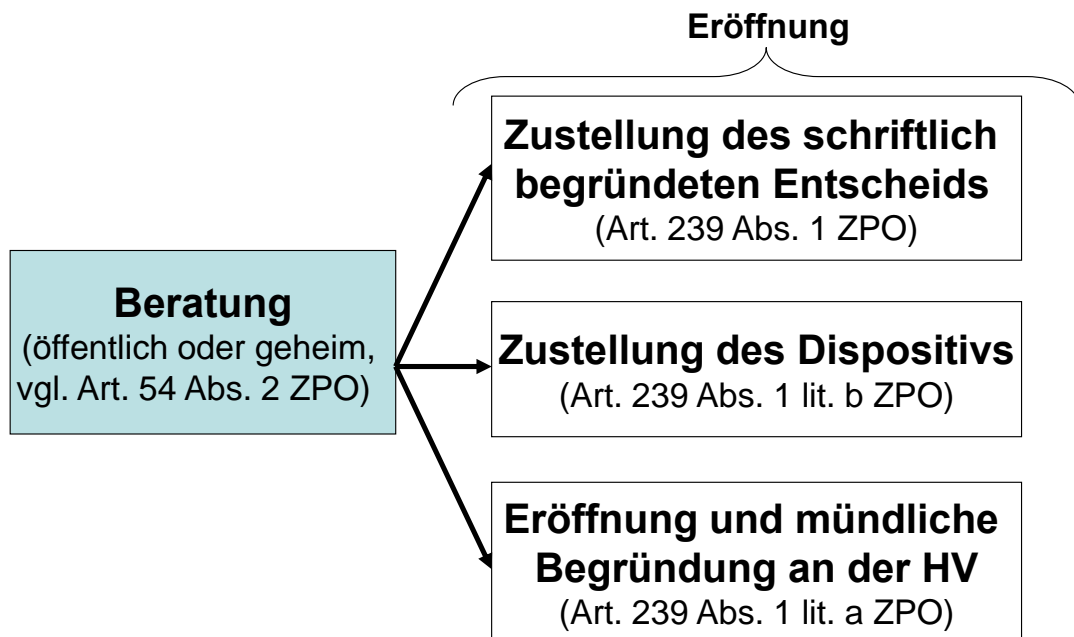 Eröffnung
Zustellung des schriftlich
begründeten Entscheids
(Art. 239 Abs. 1 ZPO)
Beratung
(öffentlich oder geheim,
vgl. Art. 54 Abs. 2 ZPO)
Zustellung des Dispositivs
(Art. 239 Abs. 1 lit. b ZPO)
Eröffnung und mündliche
Begründung an der HV
(Art. 239 Abs. 1 lit. a ZPO)